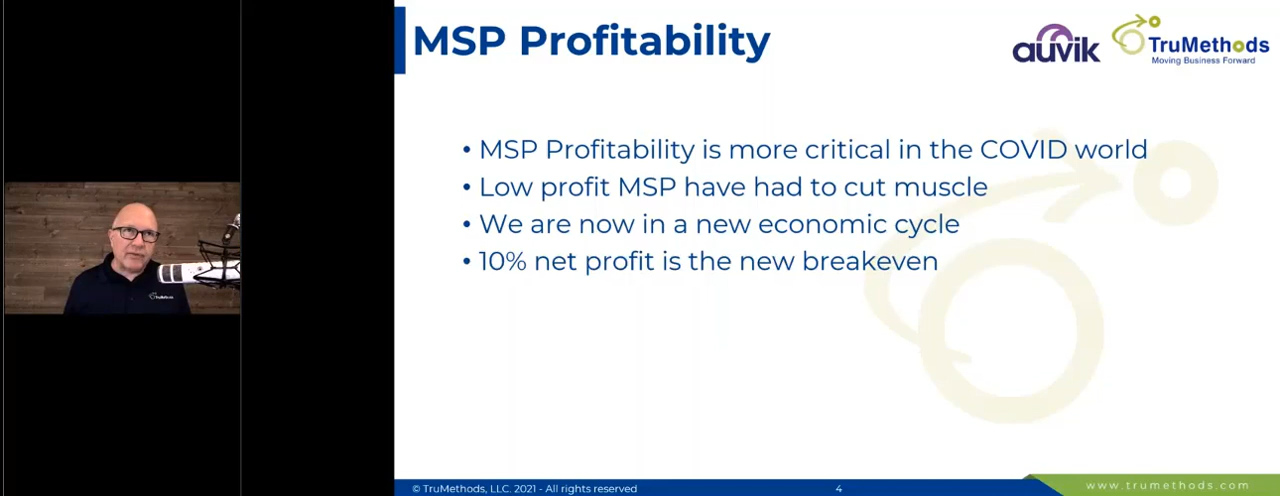 MSP Profitability
auvik
TruMethods
Moving Business Forward
• MSP Profitability is more critical in the COVID world
• Low profit MSP have had to cut muscle
• We are now in a new economic cycle
• 10% net profit is the new breakeven
TruMethods
© TruMethods, LLC. 2021 - All rights reserved
4
www.trumethods.com